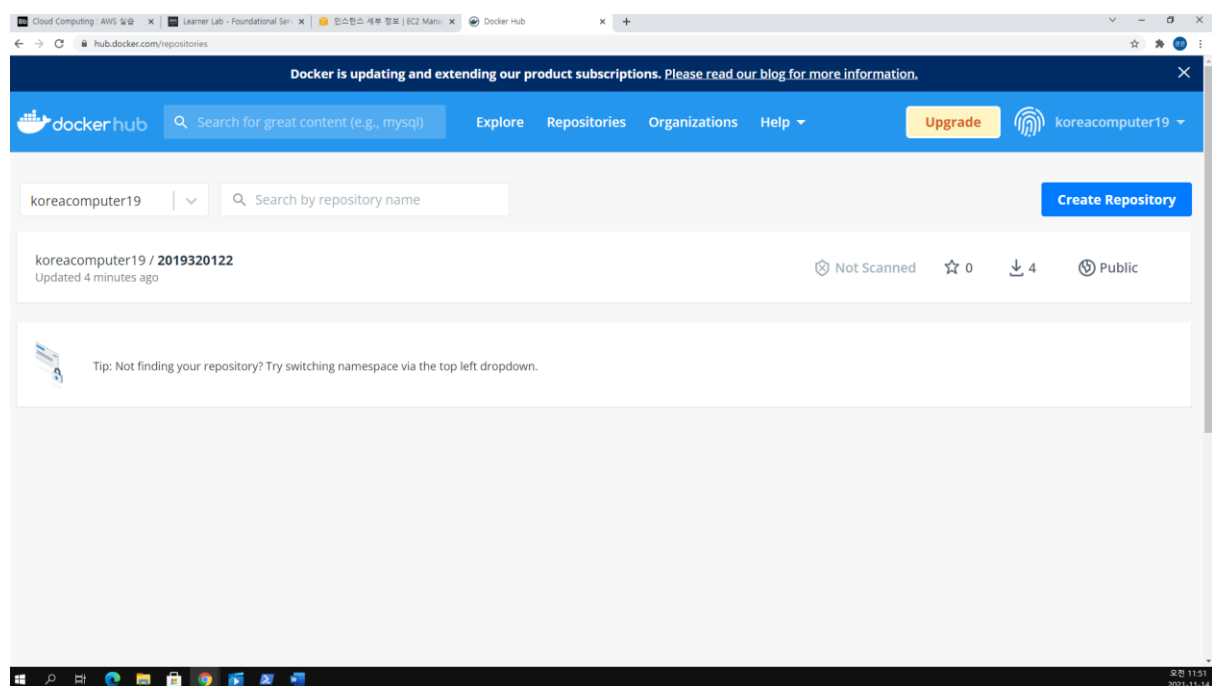 Cloud Computing : AWS 실습
Learner Lab - Foundational Ser
인스턴스 세부 정보 | EC2 Mana
Docker Hub
hub.docker.com/repositories
Docker is updating and extending our product subscriptions. Please read our blog for more information.
dockerhub
Search for great content (e.g., mysql)
Explore
Repositories
Organizations
Help
Upgrade
koreacomputer19
koreacomputer19
Search by repository name
Create Repository
koreacomputer19 / 2019320122
Updated 4 minutes ago
Not Scanned
0
4
Public
Tip: Not finding your repository? Try switching namespace via the top left dropdown.
오전 11:51
2021-11-14